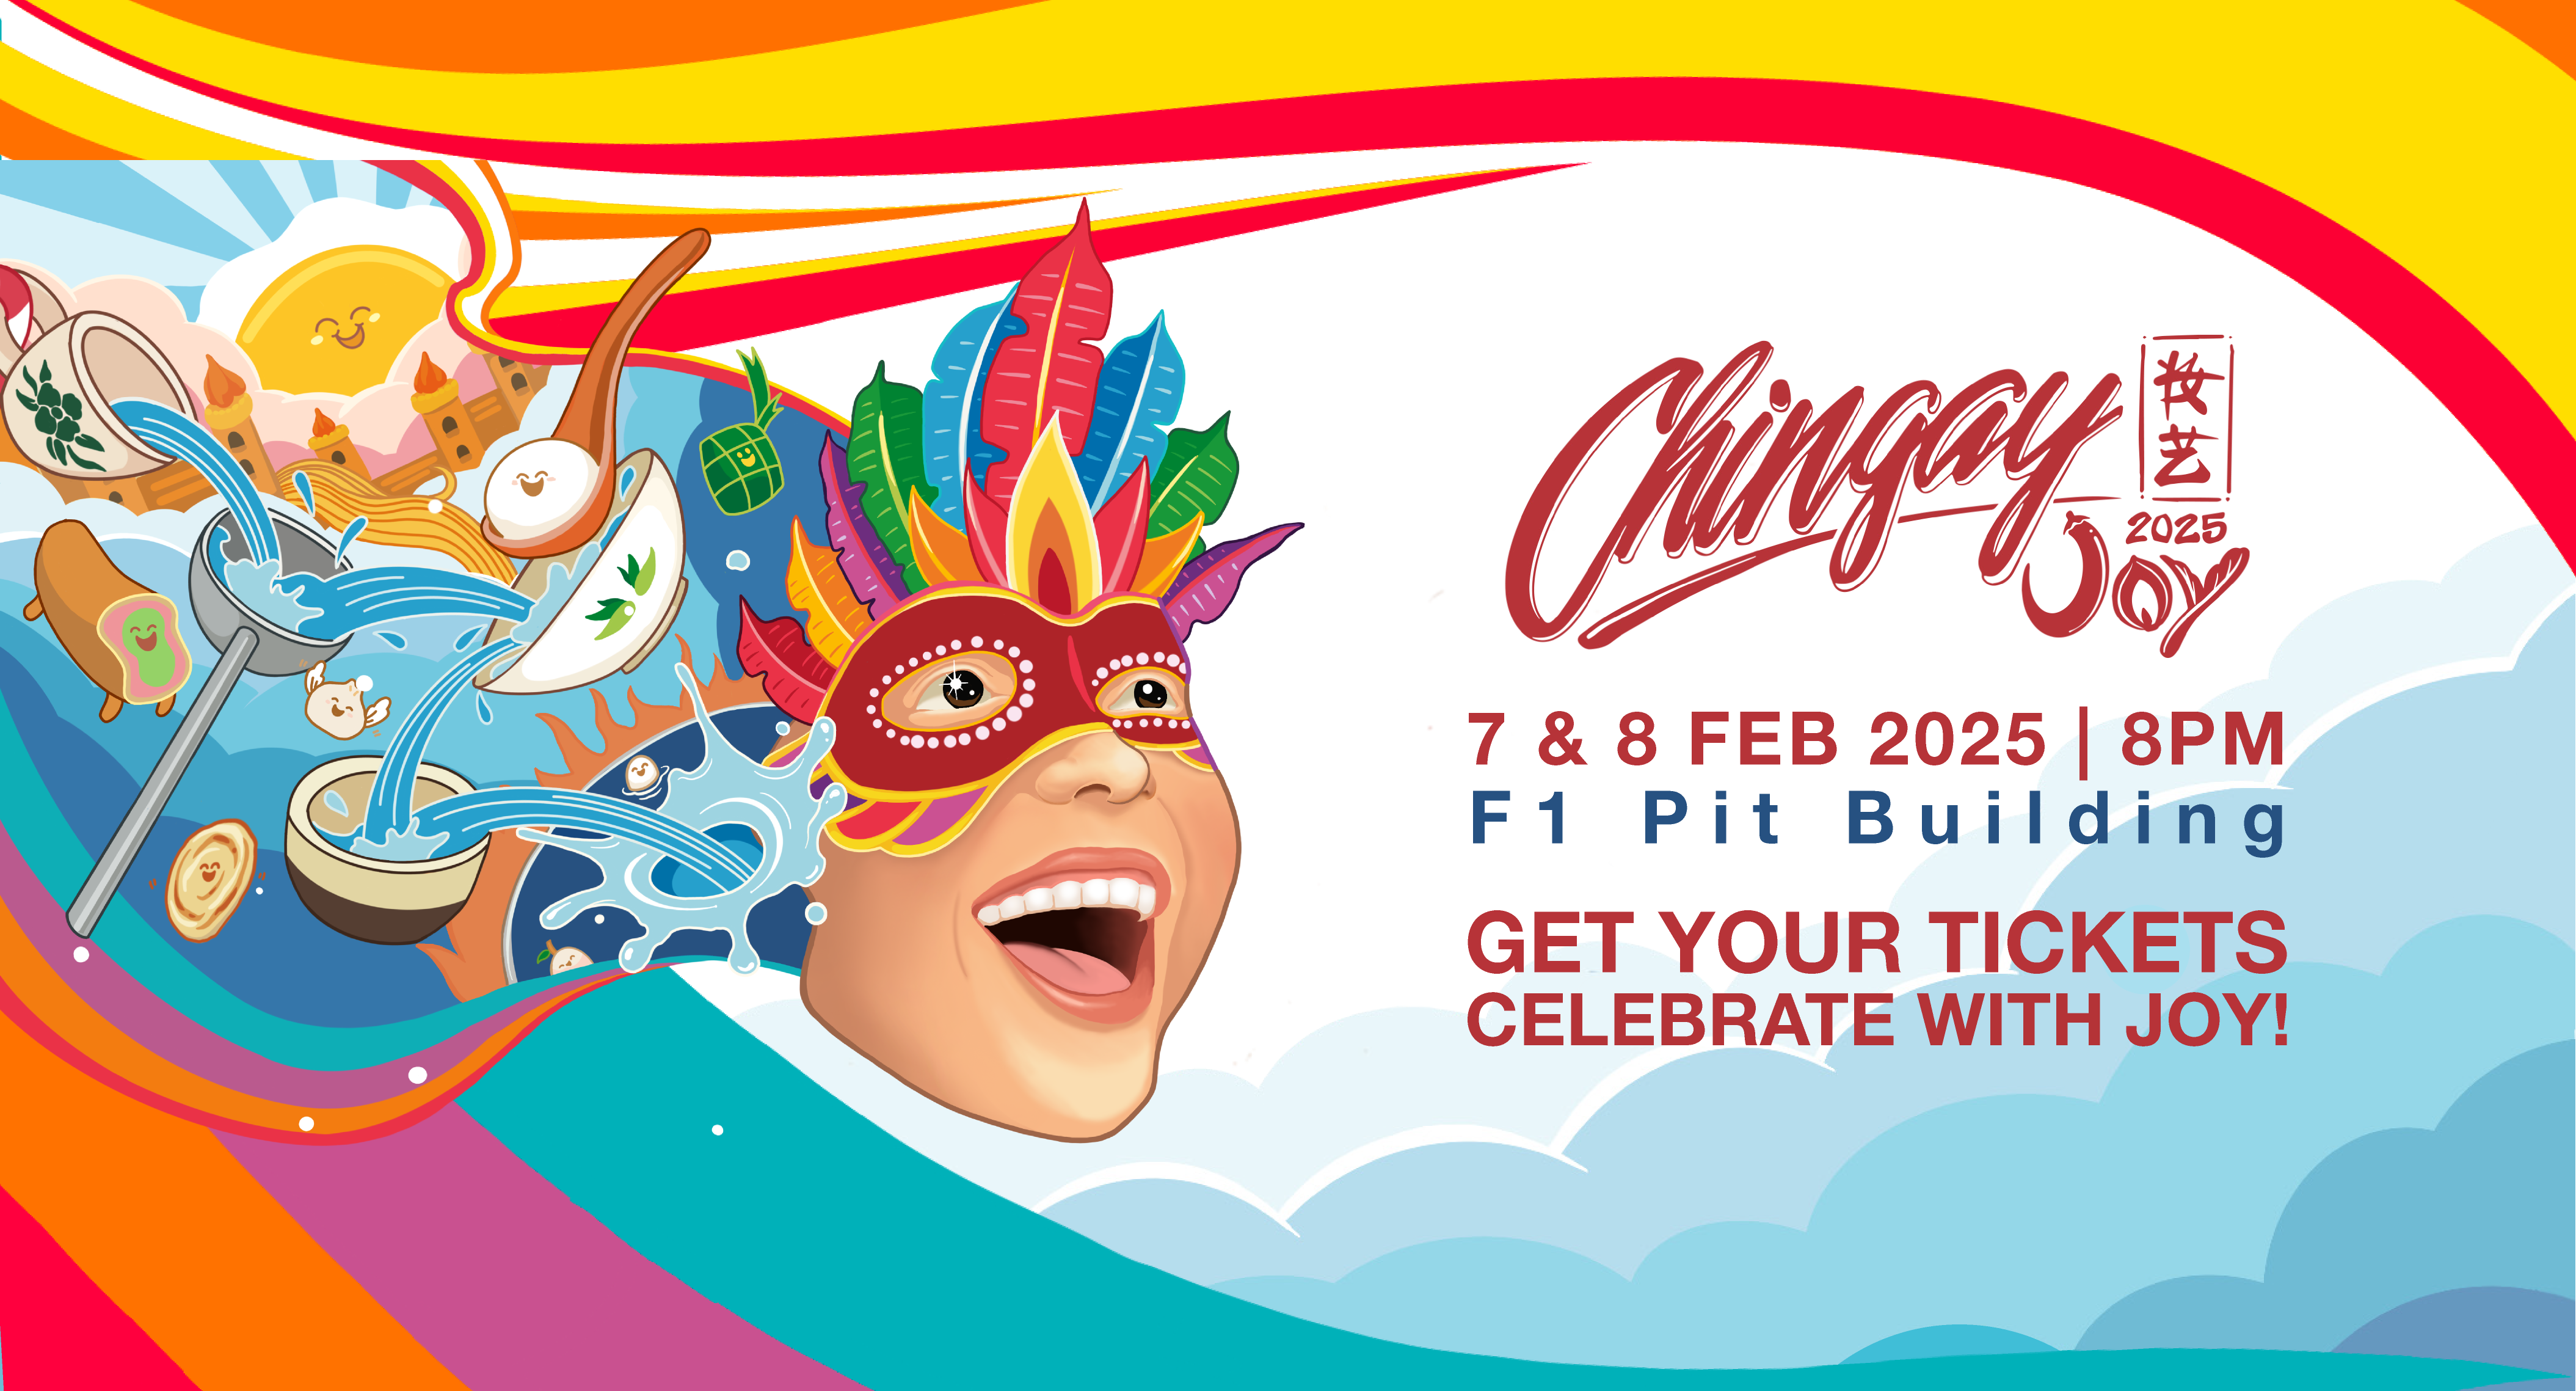 Chingay
妆艺
2025
JOY
7 & 8 FEB 2025 | 8PM
F1 Pit Building
GET YOUR TICKETS
CELEBRATE WITH JOY!